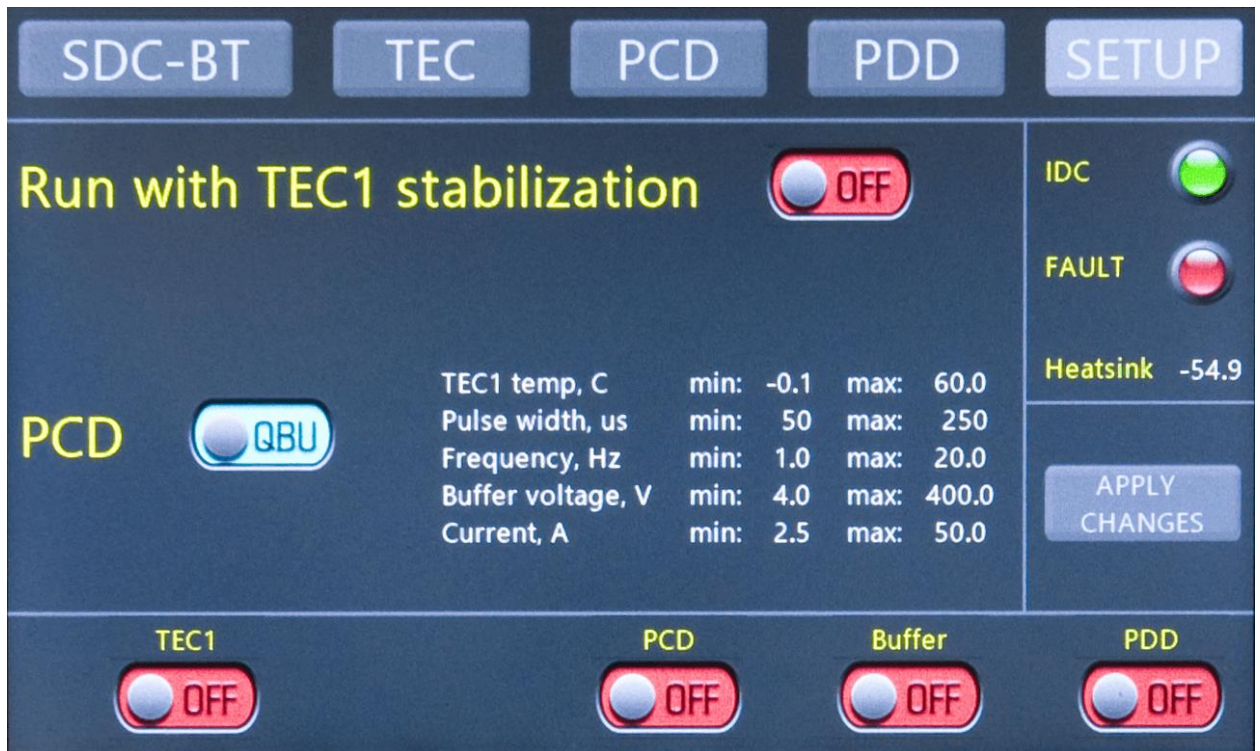 SDC-BT TEC PCD PDD SETUP
Run with TEC1 stabilization OFF
IDC
FAULT
Heatsink -54.9
PCD QBU
TEC1 temp, C min: -0.1 max: 60.0
Pulse width, us min: 50 max: 250
Frequency, Hz min: 1.0 max: 20.0
Buffer voltage, V min: 4.0 max: 400.0
Current, A min: 2.5 max: 50.0
APPLY
CHANGES
TEC1 PCD Buffer PDD
OFF OFF OFF OFF